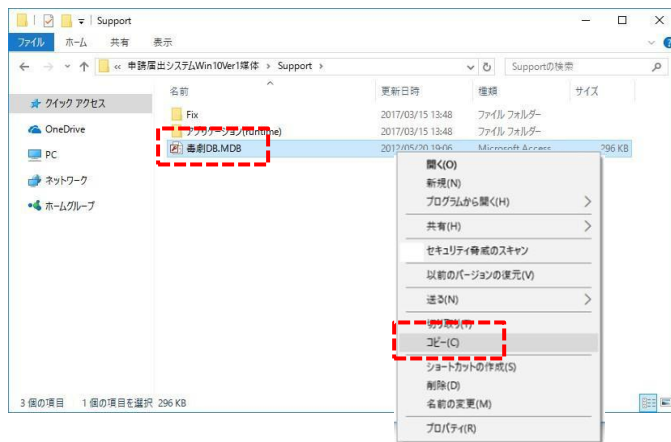 Support
ファイル ホーム 共有 表示
« 申請届出システムWin10Ver1媒体 › Support ›
Supportの検索
名前 更新日時 種類 サイズ
クイック アクセス
OneDrive
PC
ネットワーク
ホームグループ
Fix 2017/03/15 13:48 ファイル フォルダー
アプリケーション(runtime) 2017/03/15 13:48 ファイル フォルダー
毒劇DB.MDB 2012/05/20 19:06 Microsoft Access 296 KB
開く(O)
新規(N)
プログラムから開く(H)
共有(H)
セキュリティ脅威のスキャン
以前のバージョンの復元(V)
送る(N)
切り取り(T)
コピー(C)
ショートカットの作成(S)
削除(D)
名前の変更(M)
プロパティ(R)
3 個の項目 1 個の項目を選択 296 KB